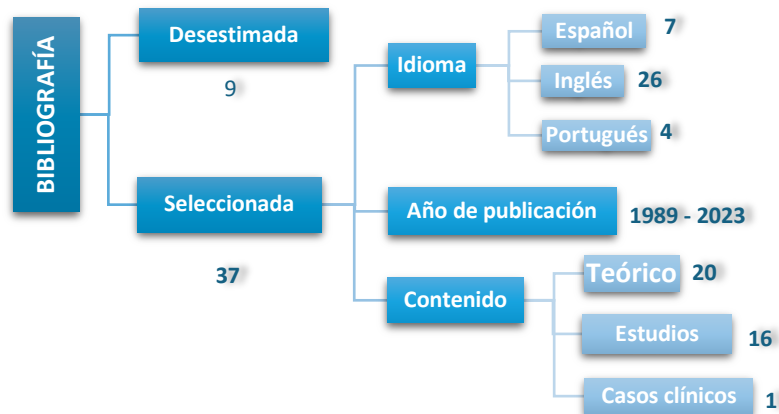 BIBLIOGRAFÍA
Desestimada
9
Seleccionada
37
Idioma
Español 7
Inglés 26
Portugués 4
Año de publicación 1989 - 2023
Contenido
Teórico 20
Estudios 16
Casos clínicos 1